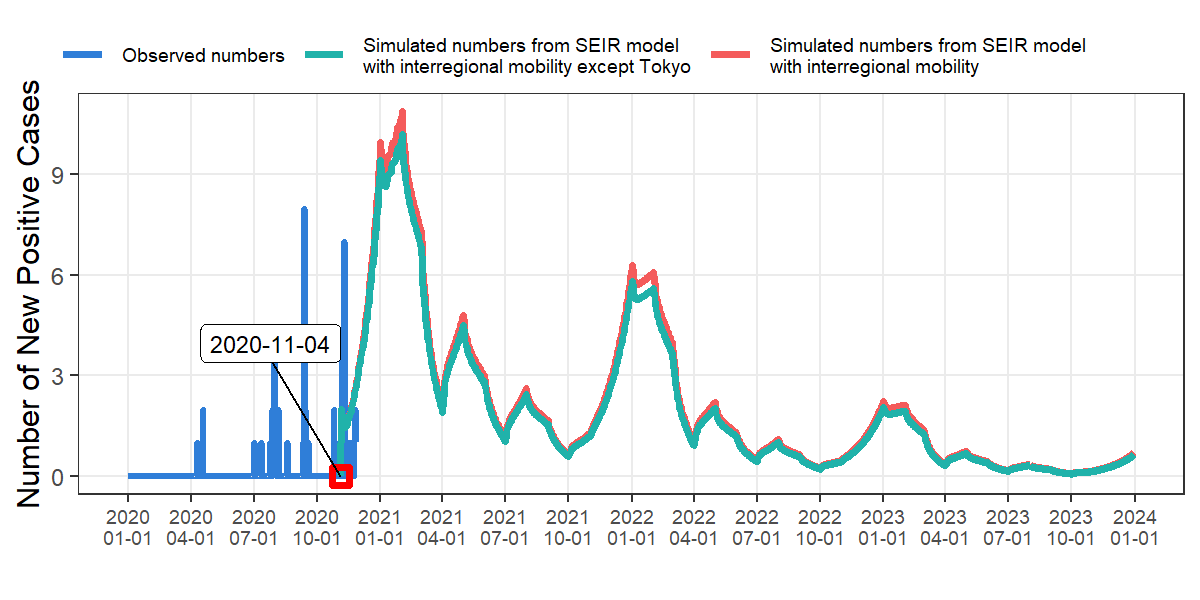 Observed numbers
Simulated numbers from SEIR model
with interregional mobility except Tokyo
Simulated numbers from SEIR model
with interregional mobility
Number of New Positive Cases
9
6
3
0
2020-11-04
2020 2020 2020 2020 2021 2021 2021 2021 2022 2022 2022 2022 2023 2023 2023 2023 2024
01-01 04-01 07-01 10-01 01-01 04-01 07-01 10-01 01-01 04-01 07-01 10-01 01-01 04-01 07-01 10-01 01-01